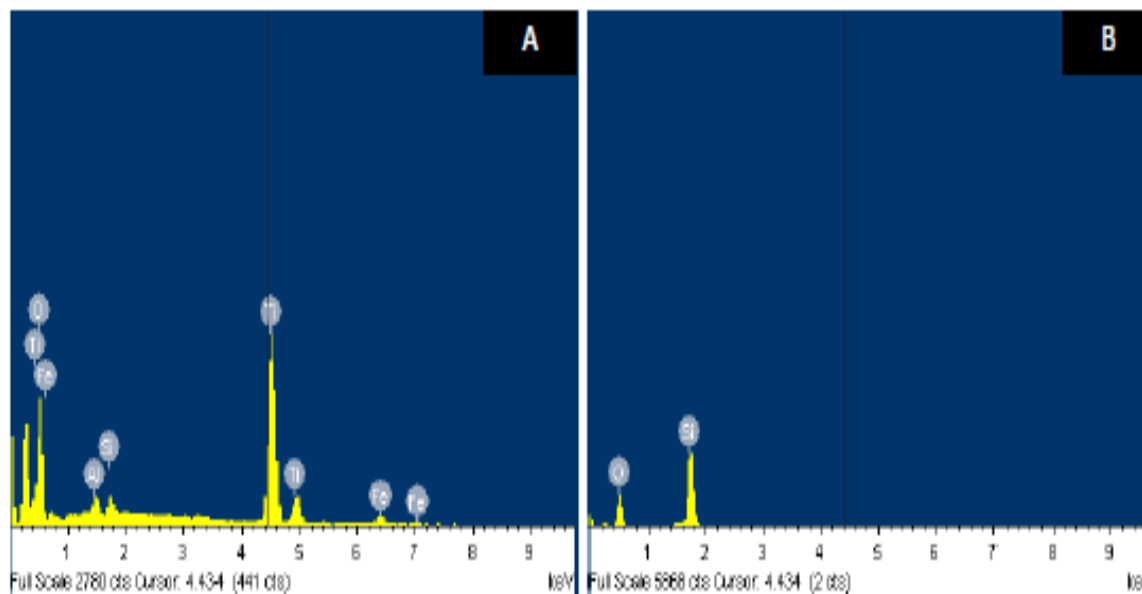 A
B
O
Ti
Ti
Fe
Si
Al
Ti
Fe
Fe
Si
O
1 2 3 4 5 6 7 8 9
1 2 3 4 5 6 7 8 9
Full Scale 2780 cts Cursor: 4.434 (441 cts) keV
Full Scale 5868 cts Cursor: 4.434 (2 cts) ke